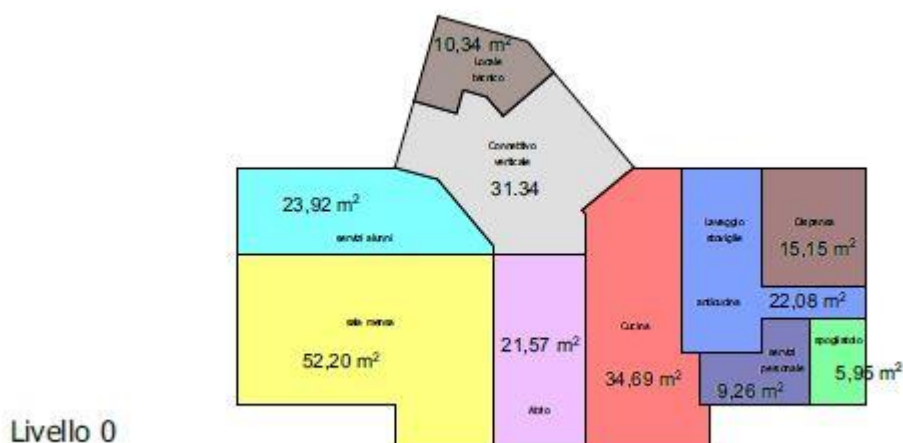 10,34 m²
Locale
tecnico
Connettivo
verticale
31.34
23,92 m²
servizi alunni
Lavaggio
stoviglie
Dispensa
15,15 m²
anticucina
22,08 m²
sala mensa
52,20 m²
21,57 m²
Atrio
Cucina
34,69 m²
servizi
personale
9,26 m²
spogliatoio
5,95 m²
Livello 0